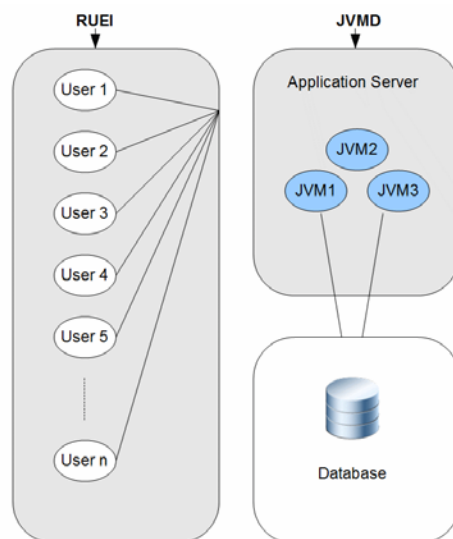 RUEI
User 1
User 2
User 3
User 4
User 5
User n
JVMD
Application Server
JVM2
JVM1
JVM3
Database